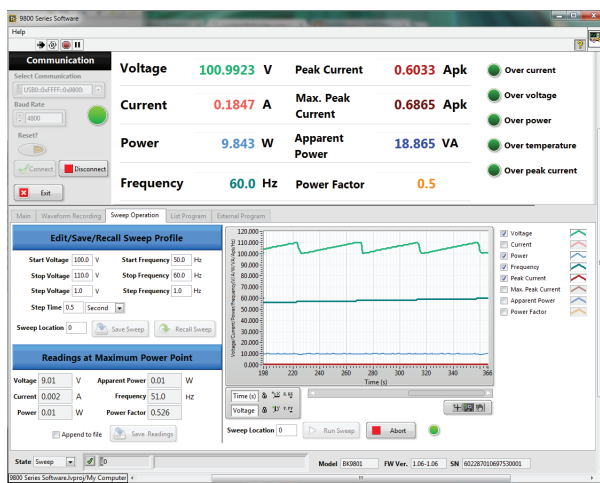 9800 Series Software
Help
Communication
Select Communication
USB0::0xFFFF::0x9800:
Baud Rate
4800
Reset?
Connect
Disconnect
Exit
Voltage 100.9923 V Peak Current 0.6033 Apk
Current 0.1847 A Max. Peak Current 0.6865 Apk
Power 9.843 W Apparent Power 18.865 VA
Frequency 60.0 Hz Power Factor 0.5
Over current
Over voltage
Over power
Over temperature
Over peak current
Main Waveform Recording Sweep Operation List Program External Program
Edit/Save/Recall Sweep Profile
Start Voltage 100.0 V Start Frequency 50.0 Hz
Stop Voltage 110.0 V Stop Frequency 60.0 Hz
Step Voltage 1.0 V Step Frequency 1.0 Hz
Step Time 0.5 Second
Sweep Location 0 Save Sweep Recall Sweep
Readings at Maximum Power Point
Voltage 9.01 V Apparent Power 0.01 W
Current 0.002 A Frequency 51.0 HZ
Power 0.01 W Power Factor 0.526
Append to file Save Readings
Voltage/Current/Power/Frequency(V/A/W/VA/Apk/Hz)
120.000
110.000
100.000
90.000
80.000
70.000
60.000
50.000
40.000
30.000
20.000
10.000
0.000
198 220 240 260 280 300 320 340 366
Time (s)
Voltage
Current
Power
Frequency
Peak Current
Max. Peak Current
Apparent Power
Power Factor
Time (s)
Voltage
Sweep Location 0 Run Sweep Abort
State Sweep 0 Model BK9801 FW Ver. 1.06-1.06 SN 602287010697530001
9800 Series Software.lvproj/My Computer